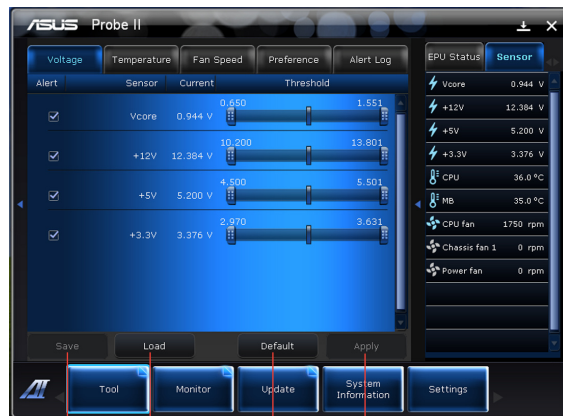 ASUS Probe II
Voltage Temperature Fan Speed Preference Alert Log
Alert Sensor Current Threshold
Vcore 0.944 V 0.650 1.551
+12V 12.384 V 10.200 13.801
+5V 5.200 V 4.500 5.501
+3.3V 3.376 V 2.970 3.631
Save Load Default Apply
EPU Status Sensor
Vcore 0.944 V
+12V 12.384 V
+5V 5.200 V
+3.3V 3.376 V
CPU 36.0 °C
MB 35.0 °C
CPU fan 1750 rpm
Chassis fan 1 0 rpm
Power fan 0 rpm
AI Tool Monitor Update System
Information Settings